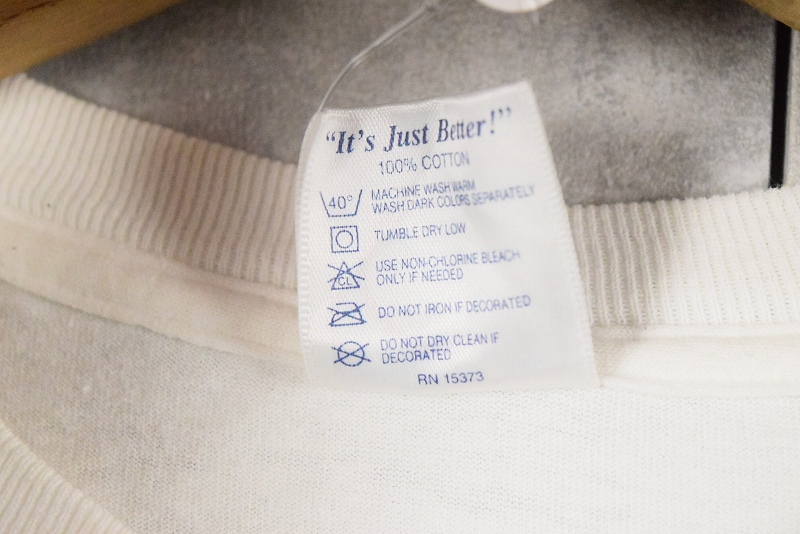 “It's Just Better!”
100% COTTON
40°
MACHINE WASH WARM
WASH DARK COLORS SEPARATELY
TUMBLE DRY LOW
CL
USE NON-CHLORINE BLEACH
ONLY IF NEEDED
DO NOT IRON IF DECORATED
DO NOT DRY CLEAN IF
DECORATED
RN 15373